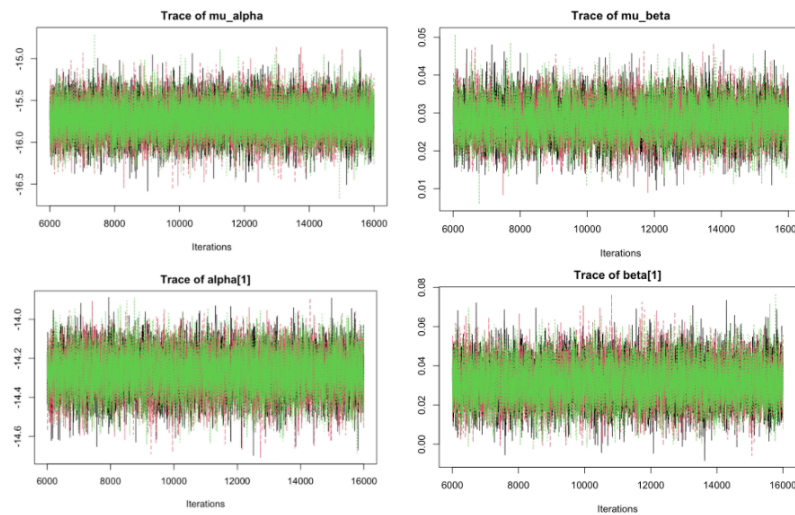 Trace of mu_alpha
-15.0
-15.5
-16.0
-16.5
6000 8000 10000 12000 14000 16000
Iterations
Trace of mu_beta
0.05
0.04
0.03
0.02
0.01
6000 8000 10000 12000 14000 16000
Iterations
Trace of alpha[1]
-14.0
-14.2
-14.4
-14.6
6000 8000 10000 12000 14000 16000
Iterations
Trace of beta[1]
0.08
0.06
0.04
0.02
0.00
6000 8000 10000 12000 14000 16000
Iterations